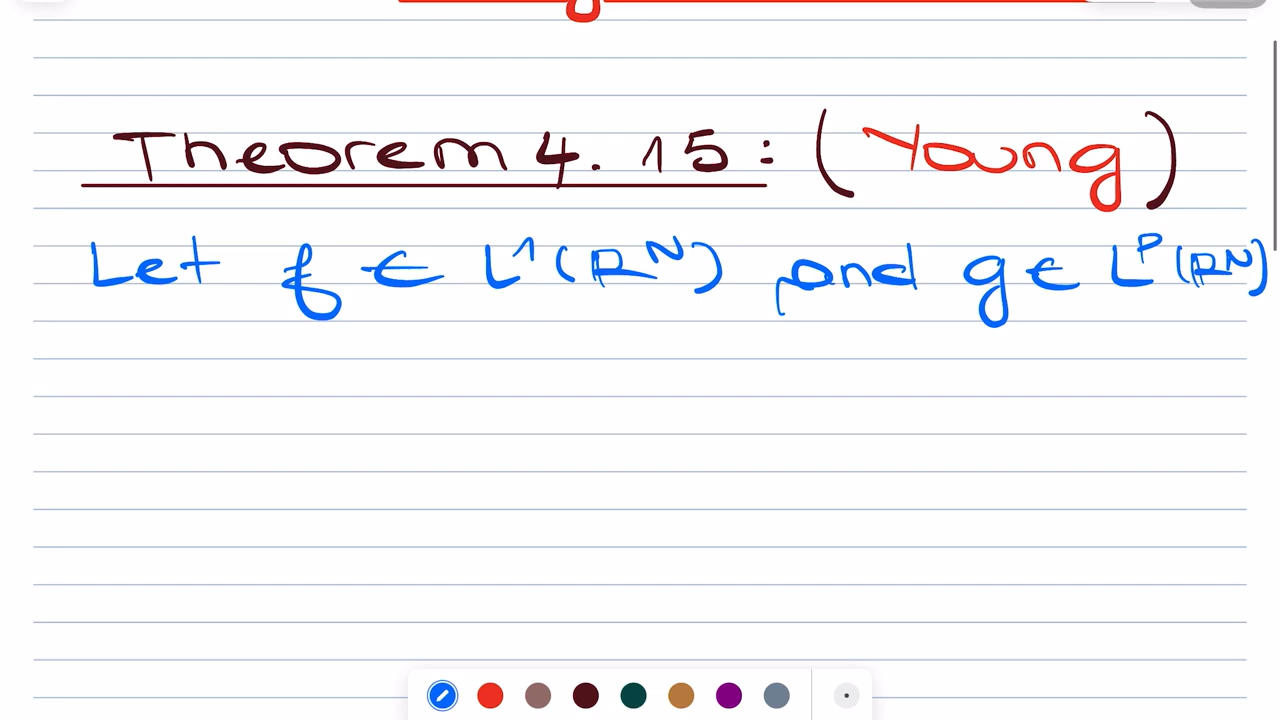 Theorem 4.15: (Young)
Let f ∈ L¹(Rᴺ) and g ∈ Lᴾ(Rᴺ)